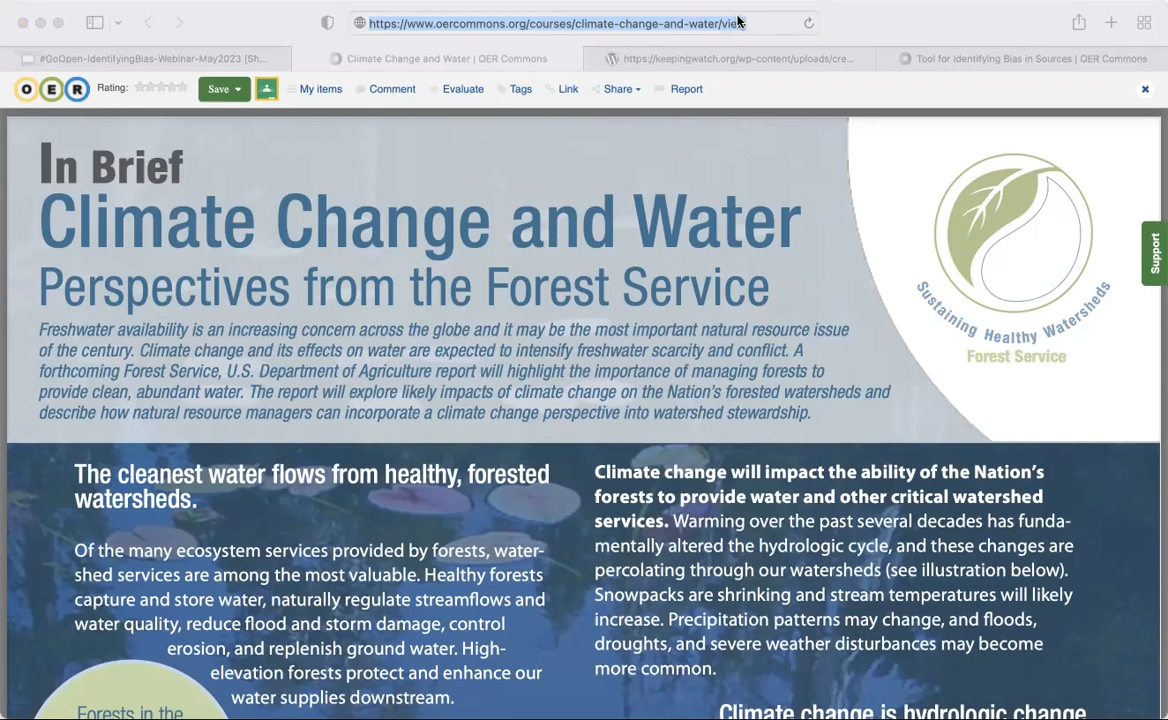 https://www.oercommons.org/courses/climate-change-and-water/view
#GoOpen-IdentifyingBias-Webinar-May2023 [Sh...
Climate Change and Water | OER Commons
https://keepingwatch.org/wp-content/uploads/cre...
Tool for Identifying Bias in Sources | OER Commons
OER
Rating:
Save
My items
Comment
Evaluate
Tags
Link
Share
Report
In Brief
Climate Change and Water
Perspectives from the Forest Service
Freshwater availability is an increasing concern across the globe and it may be the most important natural resource issue
of the century. Climate change and its effects on water are expected to intensify freshwater scarcity and conflict. A
forthcoming Forest Service, U.S. Department of Agriculture report will highlight the importance of managing forests to
provide clean, abundant water. The report will explore likely impacts of climate change on the Nation's forested watersheds and
describe how natural resource managers can incorporate a climate change perspective into watershed stewardship.
Sustaining Healthy Watersheds
Forest Service
Support
The cleanest water flows from healthy, forested
watersheds.
Of the many ecosystem services provided by forests, water-
shed services are among the most valuable. Healthy forests
capture and store water, naturally regulate streamflows and
water quality, reduce flood and storm damage, control
erosion, and replenish ground water. High-
elevation forests protect and enhance our
water supplies downstream.
Forests in the
Climate change will impact the ability of the Nation's
forests to provide water and other critical watershed
services. Warming over the past several decades has funda-
mentally altered the hydrologic cycle, and these changes are
percolating through our watersheds (see illustration below).
Snowpacks are shrinking and stream temperatures will likely
increase. Precipitation patterns may change, and floods,
droughts, and severe weather disturbances may become
more common.
Climate change is hydrologic change